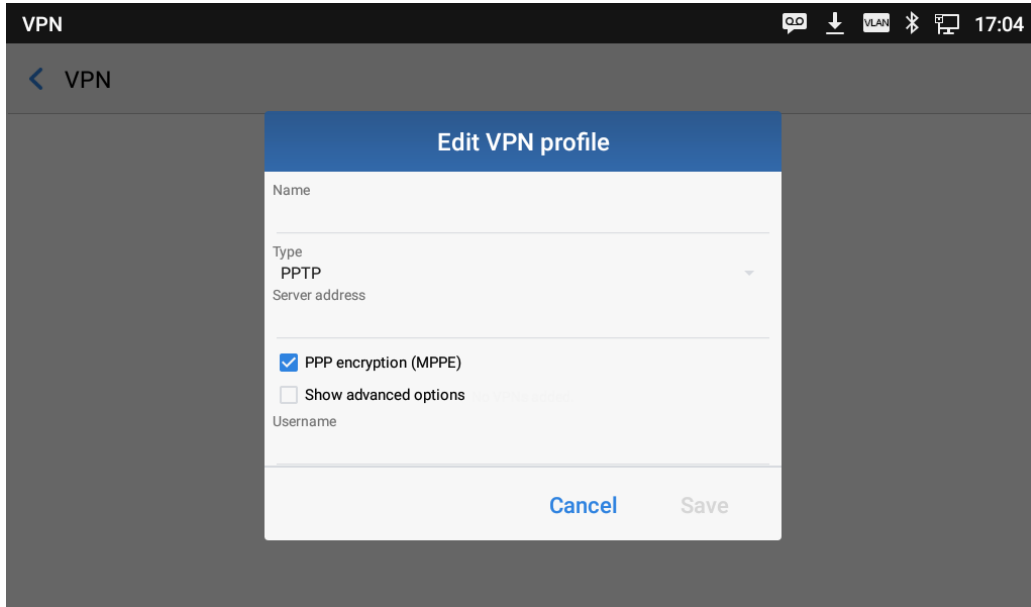 VPN
VLAN 17:04
VPN
Edit VPN profile
Name
Type
PPTP
Server address
PPP encryption (MPPE)
Show advanced options
Username
Cancel Save